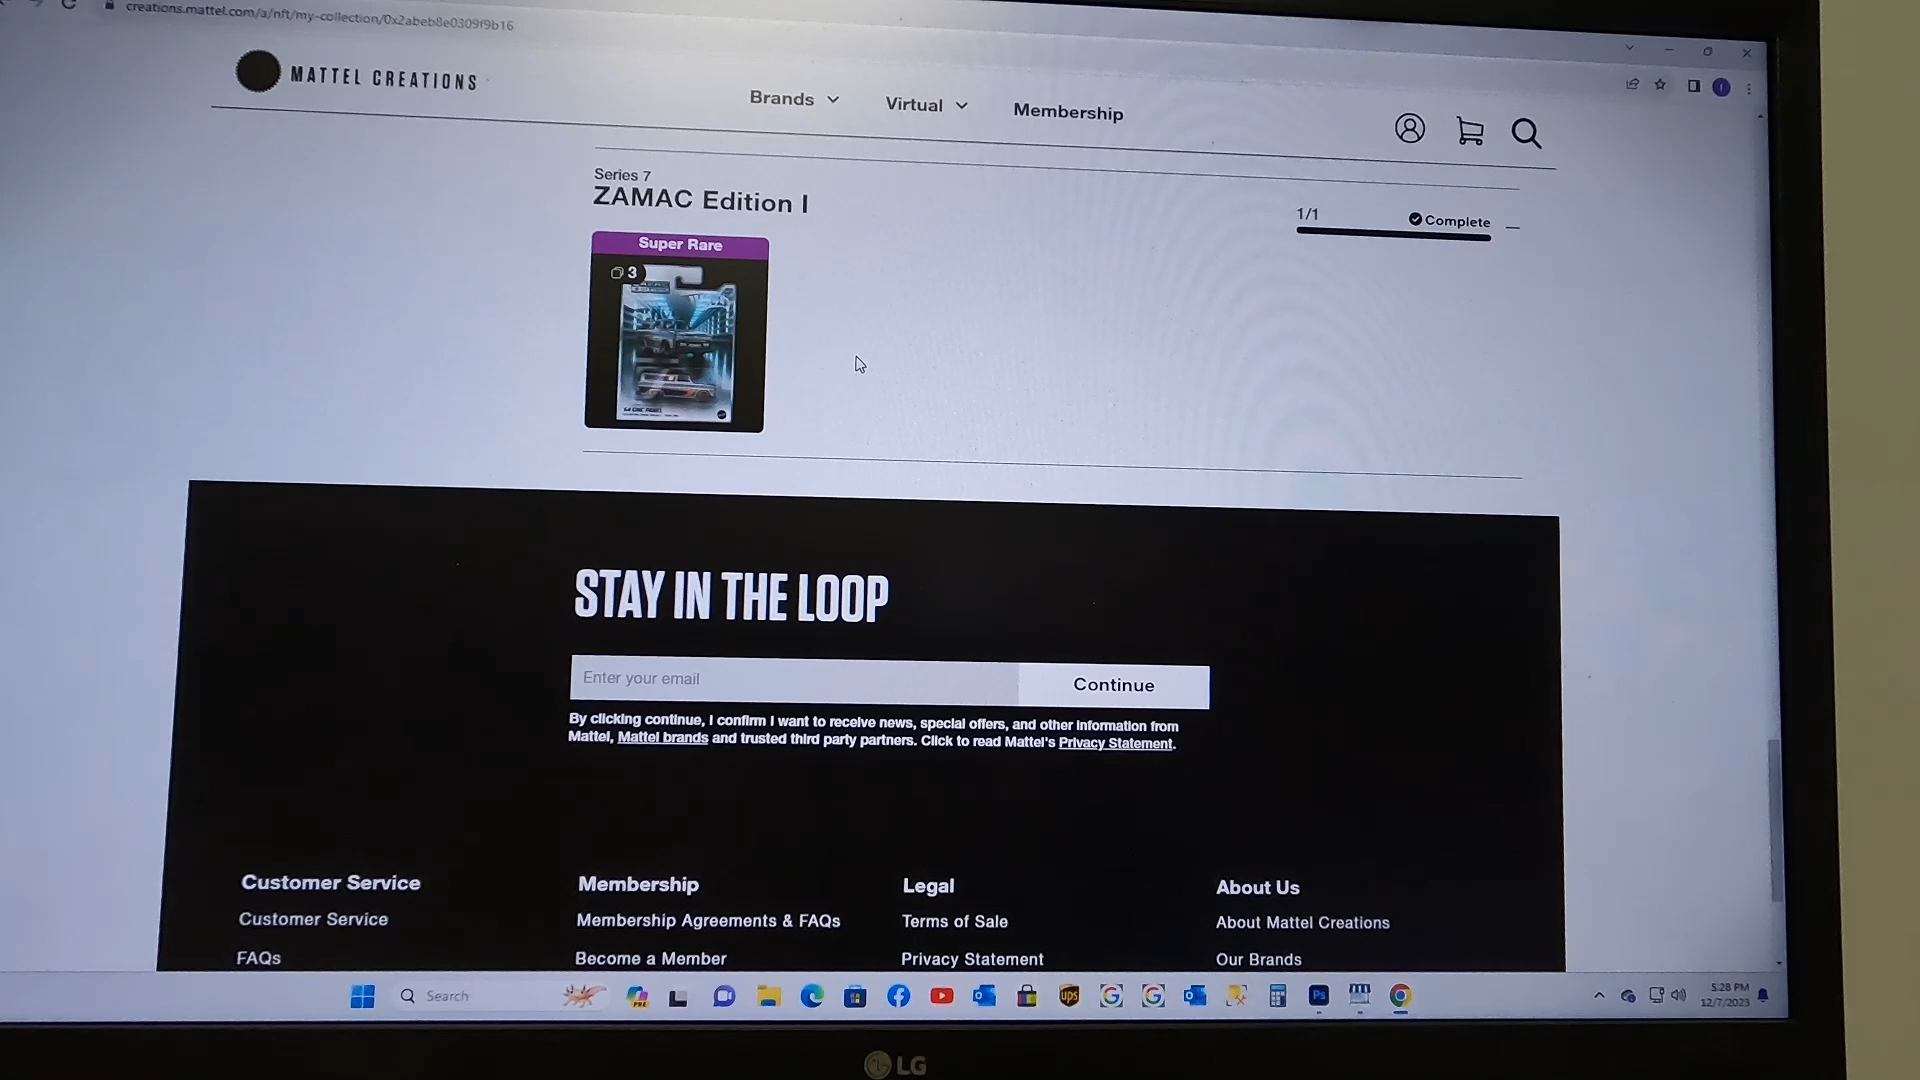 creations.mattel.com/a/nft/my-collection/0x2abeb8e0309f9b16
MATTEL CREATIONS
Brands
Virtual
Membership
Series 7
ZAMAC Edition I
1/1
Complete
Super Rare
3
STAY IN THE LOOP
Enter your email
Continue
By clicking continue, I confirm I want to receive news, special offers, and other information from
Mattel, Mattel brands and trusted third party partners. Click to read Mattel's Privacy Statement.
Customer Service
Membership
Legal
About Us
Customer Service
Membership Agreements & FAQs
Terms of Sale
About Mattel Creations
FAQs
Become a Member
Privacy Statement
Our Brands
Search
PRE
UPS
Ps
5:28 PM
12/7/2023
LG